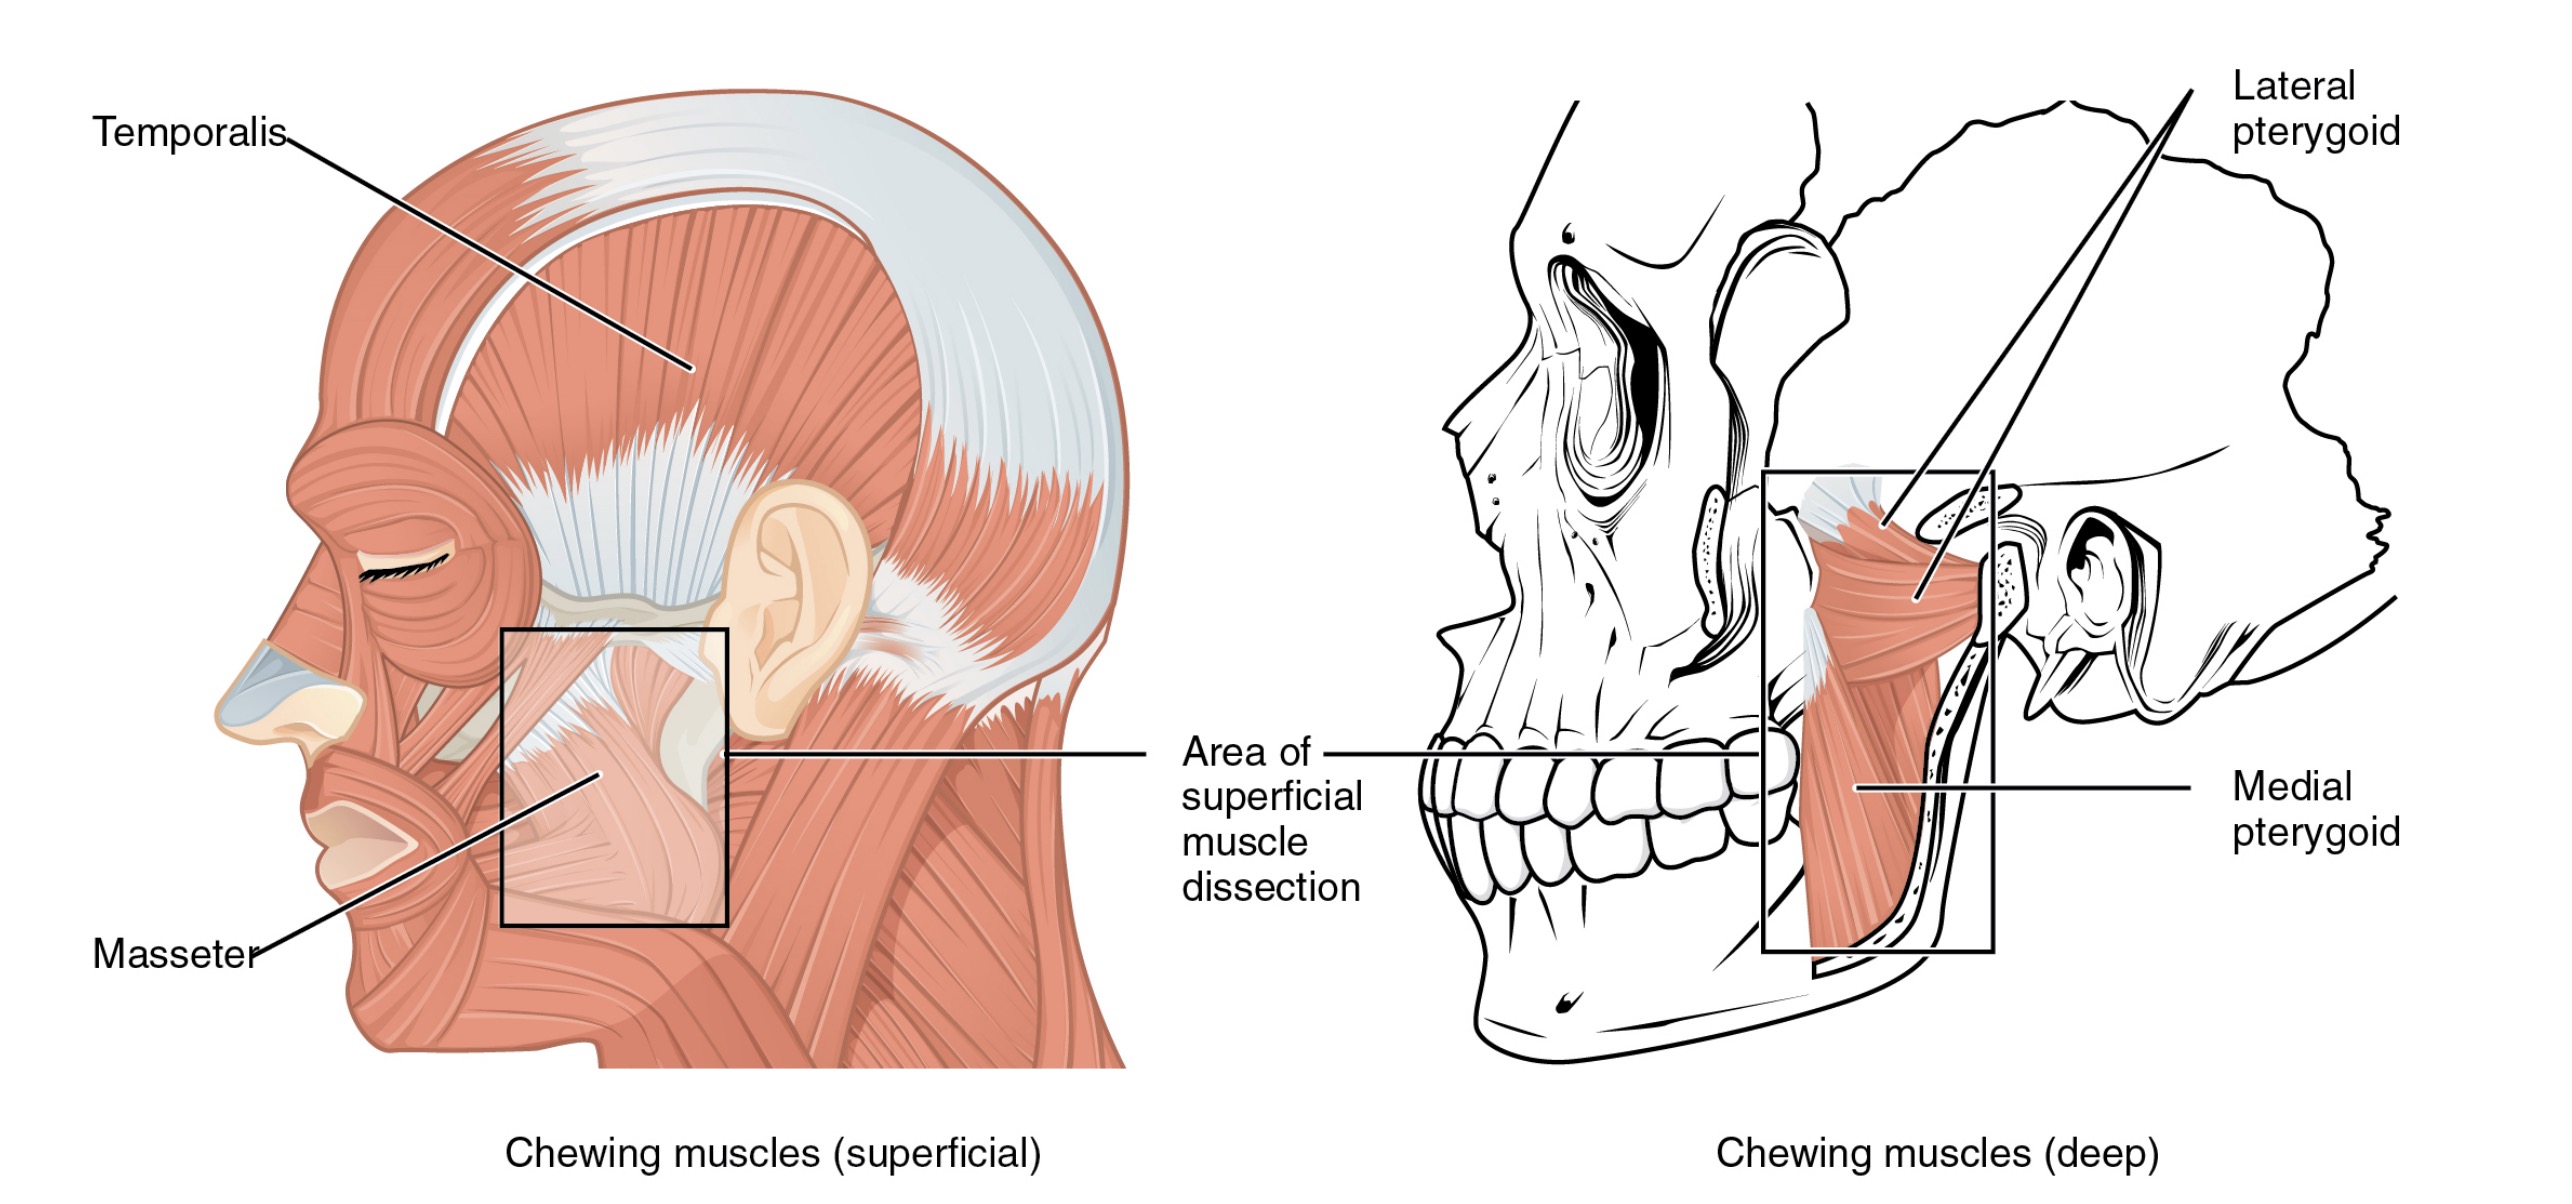 Temporalis
Masseter
Area of
superficial
muscle
dissection
Lateral
pterygoid
Medial
pterygoid
Chewing muscles (superficial)
Chewing muscles (deep)